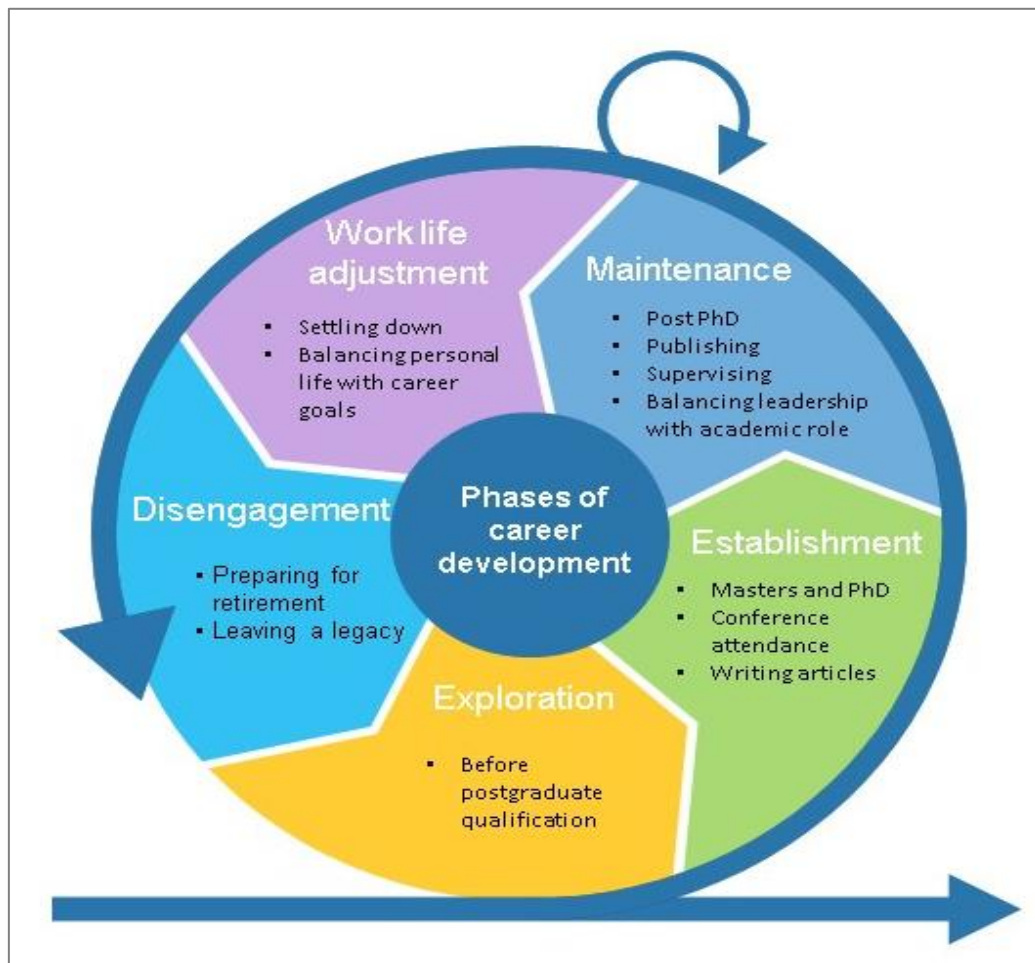 Work life
adjustment
▪ Settling down
▪ Balancing personal
life with career
goals
Maintenance
▪ Post PhD
▪ Publishing
▪ Supervising
▪ Balancing leadership
with academic role
Disengagement
▪ Preparing for
retirement
▪ Leaving a legacy
Phases of
career
development
Establishment
▪ Masters and PhD
▪ Conference
attendance
▪ Writing articles
Exploration
▪ Before
postgraduate
qualification